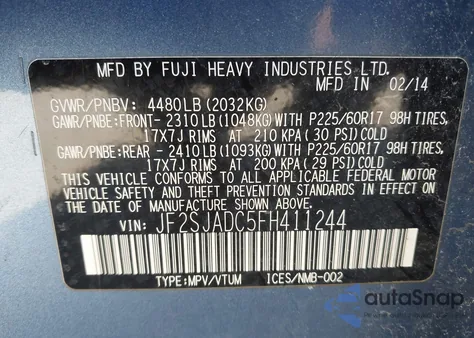 MFD BY FUJI HEAVY INDUSTRIES LTD.
MFD IN 02/14
GVWR/PNBV: 4480LB (2032KG)
GAWR/PNBE:FRONT- 2310LB (1048KG)WITH P225/60R17 98H TIRES,
17X7J RIMS AT 210 KPA (30 PSI)COLD
GAWR/PNBE:REAR - 2410LB (1093KG)WITH P225/60R17 98H TIRES,
17X7J RIMS AT 200 KPA (29 PSI)COLD
THIS VEHICLE CONFORMS TO ALL APPLICABLE FEDERAL MOTOR
VEHICLE SAFETY AND THEFT PREVENTION STANDARDS IN EFFECT
ON THE DATE OF MANUFACTURE SHOWN ABOVE.
VIN: JF2SJADC5FH411244
TYPE:MPV/VTUM ICES/NMB-002
autoSnap